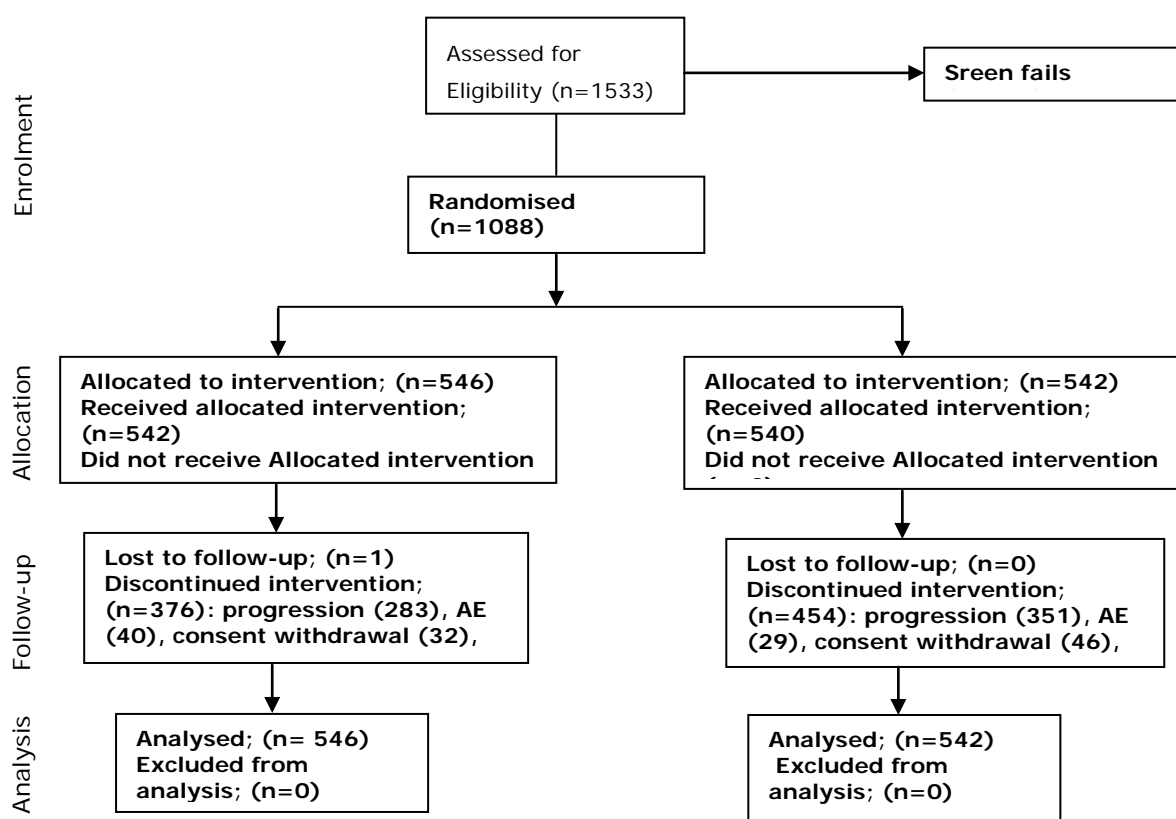 Enrolment
Assessed for
Eligibility (n=1533)
Sreen fails
Randomised
(n=1088)
Allocation
Allocated to intervention; (n=546)
Received allocated intervention;
(n=542)
Did not receive Allocated intervention
Allocated to intervention; (n=542)
Received allocated intervention;
(n=540)
Did not receive Allocated intervention
Follow-up
Lost to follow-up; (n=1)
Discontinued intervention;
(n=376): progression (283), AE
(40), consent withdrawal (32),
Lost to follow-up; (n=0)
Discontinued intervention;
(n=454): progression (351), AE
(29), consent withdrawal (46),
Analysis
Analysed; (n= 546)
Excluded from
analysis; (n=0)
Analysed; (n=542)
Excluded from
analysis; (n=0)